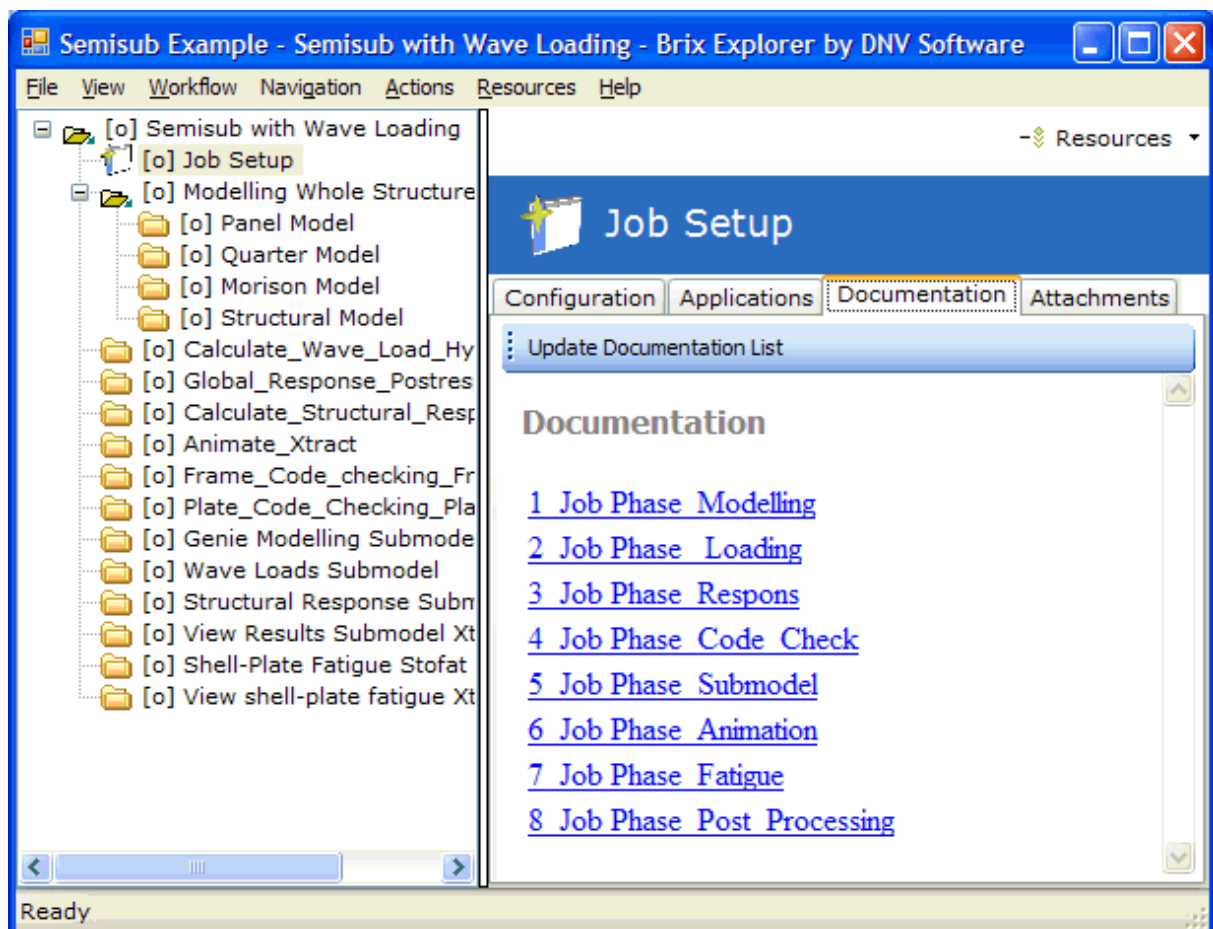 Semisub Example - Semisub with Wave Loading - Brix Explorer by DNV Software
File View Workflow Navigation Actions Resources Help
[o] Semisub with Wave Loading
[o] Job Setup
[o] Modelling Whole Structure
[o] Panel Model
[o] Quarter Model
[o] Morison Model
[o] Structural Model
[o] Calculate_Wave_Load_Hy
[o] Global_Response_Postres
[o] Calculate_Structural_Resp
[o] Animate_Xtract
[o] Frame_Code_checking_Fr
[o] Plate_Code_Checking_Pla
[o] Genie Modelling Submode
[o] Wave Loads Submodel
[o] Structural Response Subm
[o] View Results Submodel Xt
[o] Shell-Plate Fatigue Stofat
[o] View shell-plate fatigue Xt
Resources
Job Setup
Configuration Applications Documentation Attachments
Update Documentation List
Documentation
1 Job Phase Modelling
2 Job Phase Loading
3 Job Phase Respons
4 Job Phase Code Check
5 Job Phase Submodel
6 Job Phase Animation
7 Job Phase Fatigue
8 Job Phase Post Processing
Ready